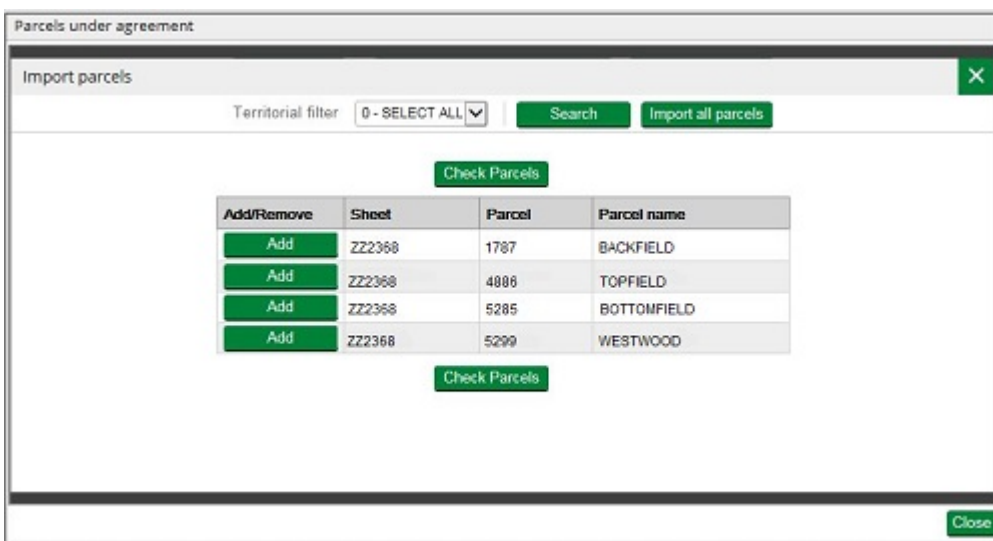 Parcels under agreement
Import parcels
Territorial filter 0 - SELECT ALL Search Import all parcels
Check Parcels
Add/Remove Sheet Parcel Parcel name
Add ZZ2368 1787 BACKFIELD
Add ZZ2368 4886 TOPFIELD
Add ZZ2368 5285 BOTTOMFIELD
Add ZZ2368 5299 WESTWOOD
Check Parcels
Close